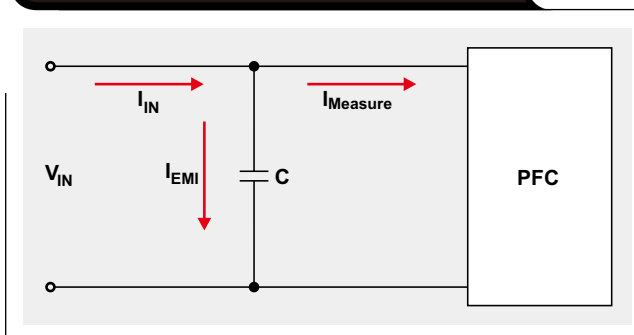 I_IN
I_Measure
V_IN
I_EMI
C
PFC